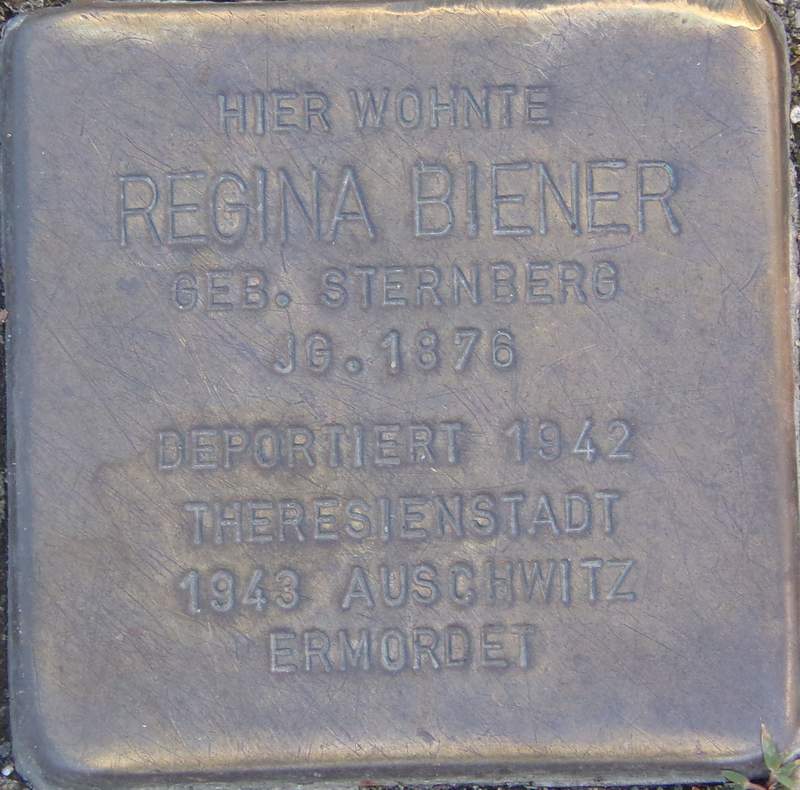 HIER WOHNTE
REGINA BIENER
GEB. STERNBERG
JG. 1876
DEPORTIERT 1942
THERESIENSTADT
1943 AUSCHWITZ
ERMORDET